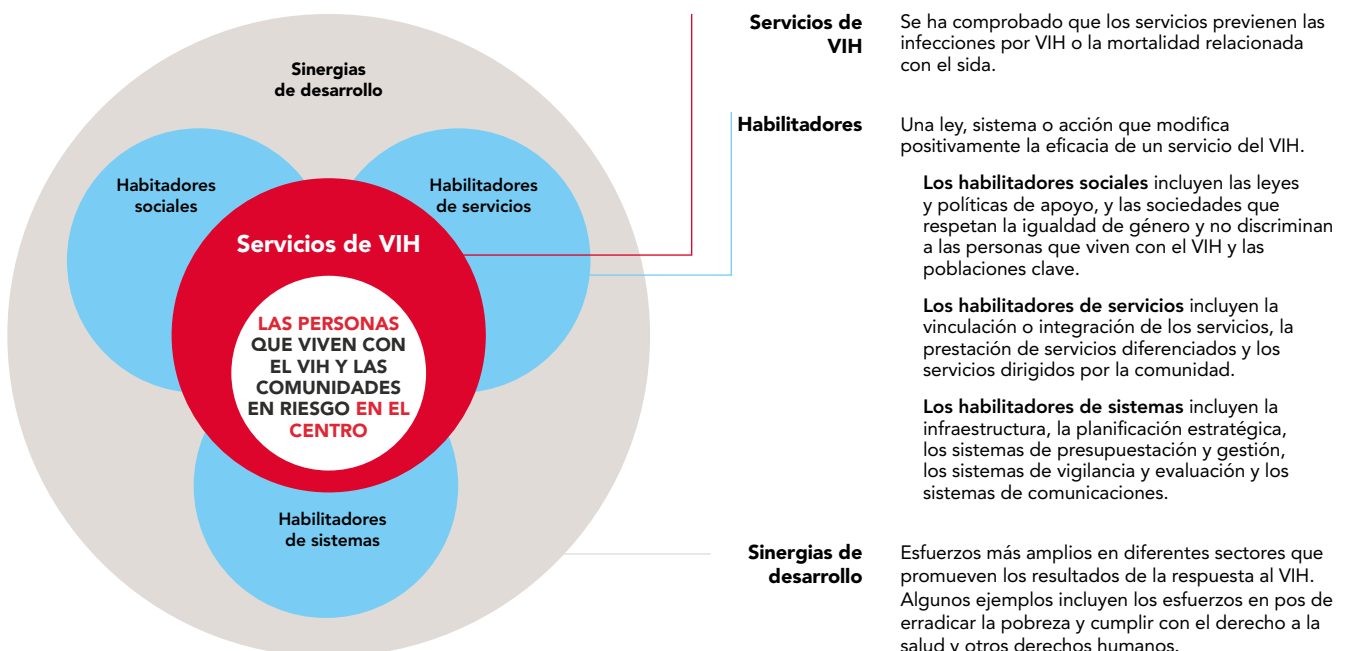 Sinergias
de desarrollo
Habitadores
sociales
Habilitadores
de servicios
Servicios de VIH
LAS PERSONAS
QUE VIVEN CON
EL VIH Y LAS
COMUNIDADES
EN RIESGO EN EL
CENTRO
Habilitadores
de sistemas
Servicios de
VIH
Se ha comprobado que los servicios previenen las
infecciones por VIH o la mortalidad relacionada
con el sida.
Habilitadores
Una ley, sistema o acción que modifica
positivamente la eficacia de un servicio del VIH.
Los habilitadores sociales incluyen las leyes
y políticas de apoyo, y las sociedades que
respetan la igualdad de género y no discriminan
a las personas que viven con el VIH y las
poblaciones clave.
Los habilitadores de servicios incluyen la
vinculación o integración de los servicios, la
prestación de servicios diferenciados y los
servicios dirigidos por la comunidad.
Los habilitadores de sistemas incluyen la
infraestructura, la planificación estratégica,
los sistemas de presupuestación y gestión,
los sistemas de vigilancia y evaluación y los
sistemas de comunicaciones.
Sinergias de
desarrollo
Esfuerzos más amplios en diferentes sectores que
promueven los resultados de la respuesta al VIH.
Algunos ejemplos incluyen los esfuerzos en pos de
erradicar la pobreza y cumplir con el derecho a la
salud y otros derechos humanos.